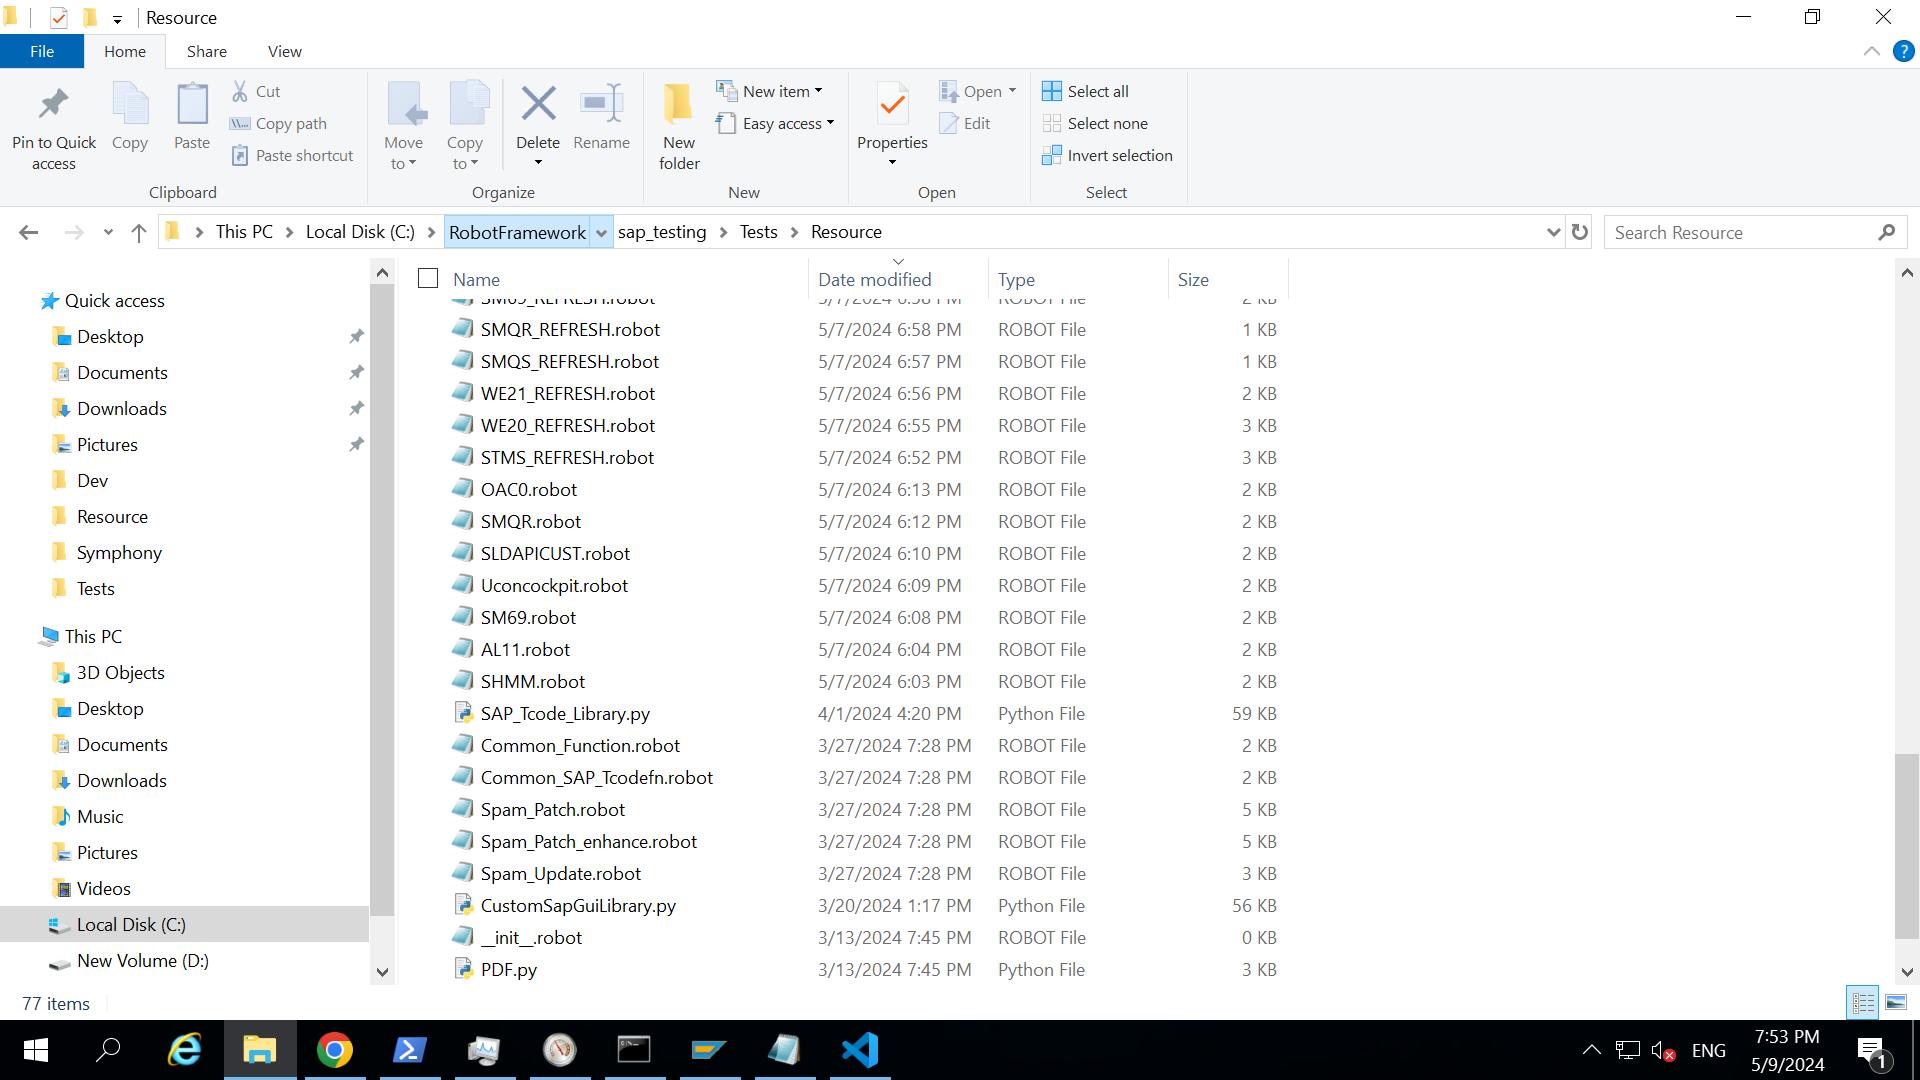 Resource
File Home Share View
Pin to Quick access
Copy
Paste
Cut
Copy path
Paste shortcut
Clipboard
Move to
Copy to
Delete
Rename
Organize
New folder
New item
Easy access
New
Properties
Open
Edit
Open
Select all
Select none
Invert selection
Select
This PC Local Disk (C:) RobotFramework sap_testing Tests Resource
Search Resource
Quick access
Desktop
Documents
Downloads
Pictures
Dev
Resource
Symphony
Tests
This PC
3D Objects
Desktop
Documents
Downloads
Music
Pictures
Videos
Local Disk (C:)
New Volume (D:)
Name Date modified Type Size
SMQR_REFRESH.robot 5/7/2024 6:58 PM ROBOT File 1 KB
SMQS_REFRESH.robot 5/7/2024 6:57 PM ROBOT File 1 KB
WE21_REFRESH.robot 5/7/2024 6:56 PM ROBOT File 2 KB
WE20_REFRESH.robot 5/7/2024 6:55 PM ROBOT File 3 KB
STMS_REFRESH.robot 5/7/2024 6:52 PM ROBOT File 3 KB
OAC0.robot 5/7/2024 6:13 PM ROBOT File 2 KB
SMQR.robot 5/7/2024 6:12 PM ROBOT File 2 KB
SLDAPICUST.robot 5/7/2024 6:10 PM ROBOT File 2 KB
Uconcockpit.robot 5/7/2024 6:09 PM ROBOT File 2 KB
SM69.robot 5/7/2024 6:08 PM ROBOT File 2 KB
AL11.robot 5/7/2024 6:04 PM ROBOT File 2 KB
SHMM.robot 5/7/2024 6:03 PM ROBOT File 2 KB
SAP_Tcode_Library.py 4/1/2024 4:20 PM Python File 59 KB
Common_Function.robot 3/27/2024 7:28 PM ROBOT File 2 KB
Common_SAP_Tcodefn.robot 3/27/2024 7:28 PM ROBOT File 2 KB
Spam_Patch.robot 3/27/2024 7:28 PM ROBOT File 5 KB
Spam_Patch_enhance.robot 3/27/2024 7:28 PM ROBOT File 5 KB
Spam_Update.robot 3/27/2024 7:28 PM ROBOT File 3 KB
CustomSapGuiLibrary.py 3/20/2024 1:17 PM Python File 56 KB
__init__.robot 3/13/2024 7:45 PM ROBOT File 0 KB
PDF.py 3/13/2024 7:45 PM Python File 3 KB
77 items
ENG
7:53 PM
5/9/2024
1